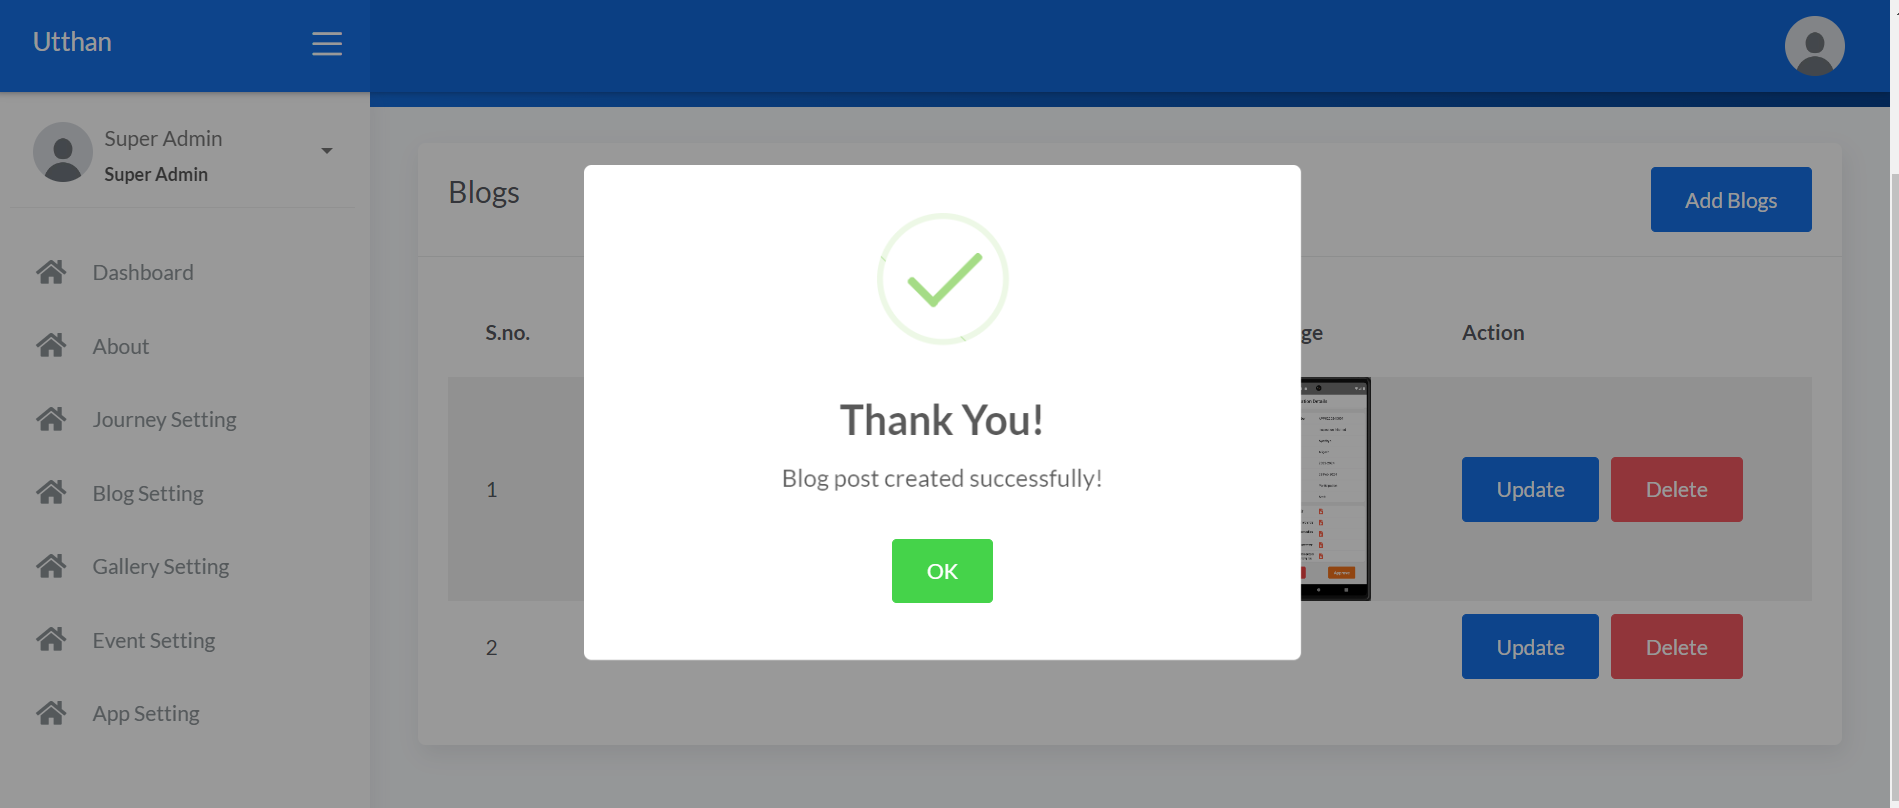 Utthan
Super Admin
Super Admin
Dashboard
About
Journey Setting
Blog Setting
Gallery Setting
Event Setting
App Setting
Blogs
Add Blogs
S.no.
ge
Action
1
Update
Delete
2
Update
Delete
Thank You!
Blog post created successfully!
OK